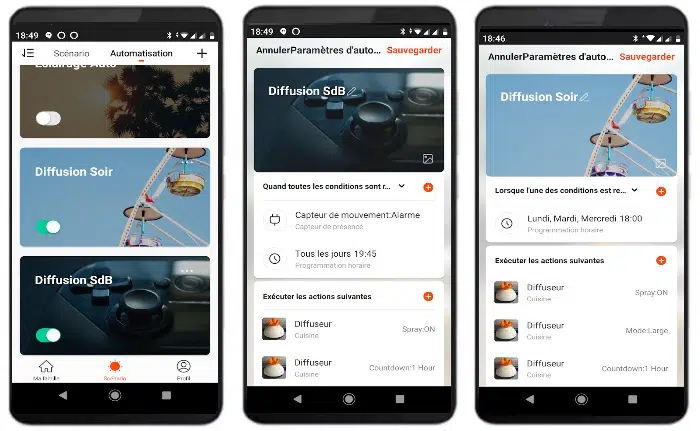 18:49
Scénario
Automatisation
Éclairage Auto
Diffusion Soir
Diffusion SdB
Ma famille
Scénario
Profil
18:49
Annuler
Paramètres d'auto...
Sauvegarder
Diffusion SdB
Quand toutes les conditions sont r...
Capteur de mouvement:Alarme
Capteur de présence
Tous les jours 19:45
Programmation horaire
Exécuter les actions suivantes
Diffuseur
Spray:ON
Cuisine
Diffuseur
Countdown:1 Hour
Cuisine
18:46
Annuler
Paramètres d'auto...
Sauvegarder
Diffusion Soir
Lorsque l'une des conditions est re...
Lundi, Mardi, Mercredi 18:00
Programmation horaire
Exécuter les actions suivantes
Diffuseur
Spray:ON
Cuisine
Diffuseur
Mode:Large
Cuisine
Diffuseur
Countdown:1 Hour
Cuisine